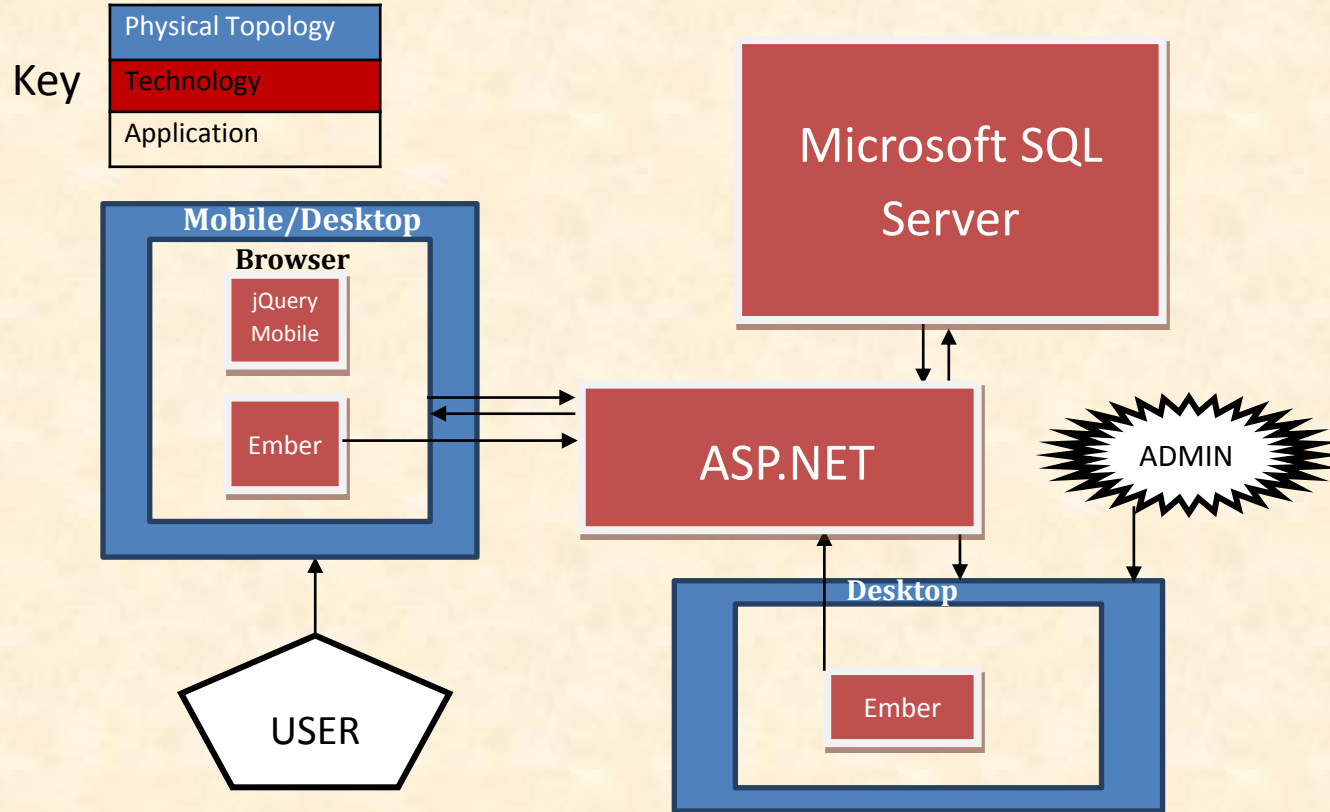 Key
Physical Topology
Technology
Application
Microsoft SQL
Server
Mobile/Desktop
Browser
jQuery
Mobile
Ember
ASP.NET
ADMIN
Desktop
Ember
USER